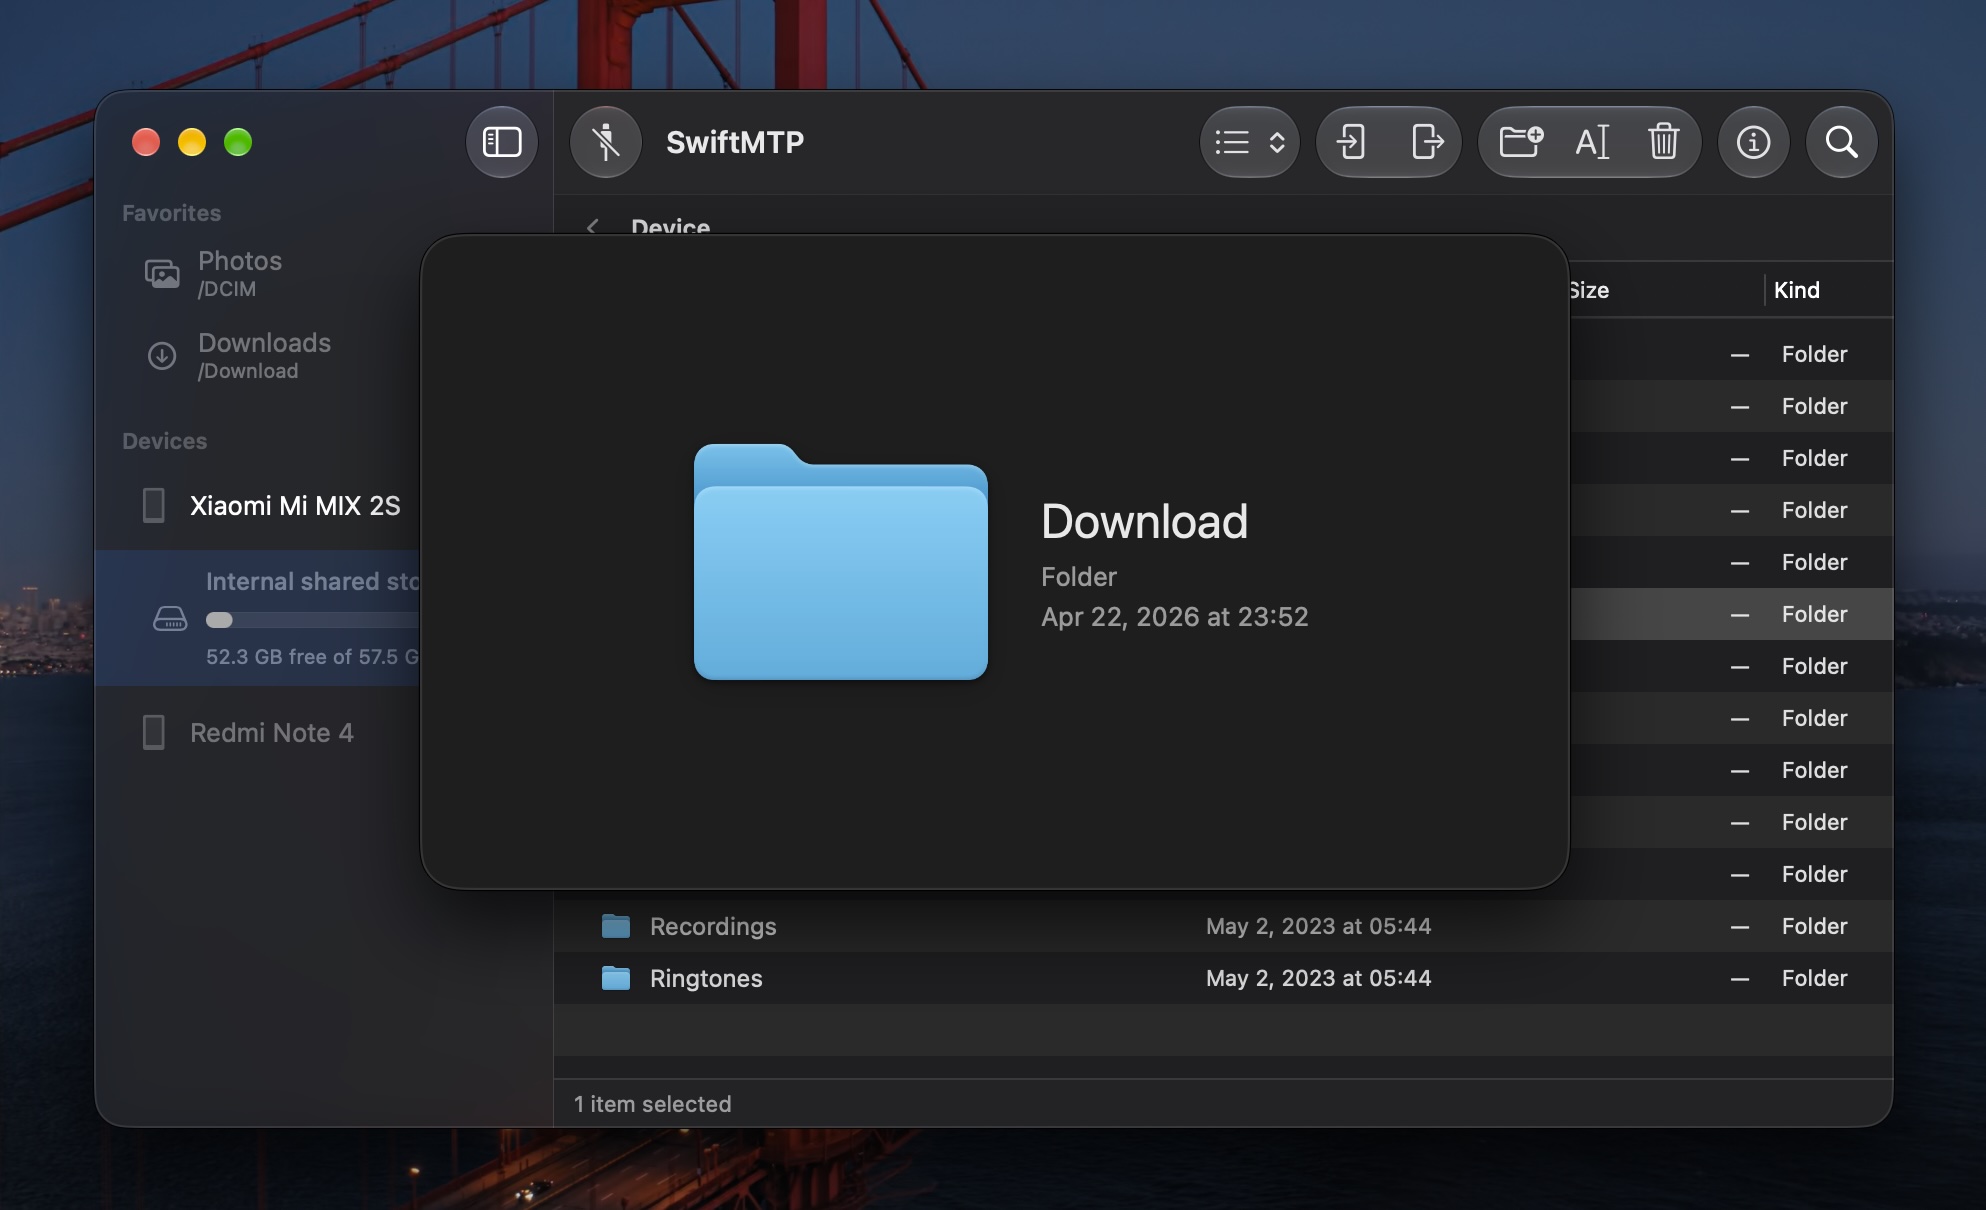 SwiftMTP
Favorites
Photos
/DCIM
Downloads
/Download
Devices
Xiaomi Mi MIX 2S
Internal shared sto
52.3 GB free of 57.5 G
Redmi Note 4
Device
Size
Kind
— Folder
— Folder
— Folder
— Folder
— Folder
— Folder
— Folder
— Folder
— Folder
— Folder
— Folder
Download
Folder
Apr 22, 2026 at 23:52
Recordings May 2, 2023 at 05:44 — Folder
Ringtones May 2, 2023 at 05:44 — Folder
1 item selected